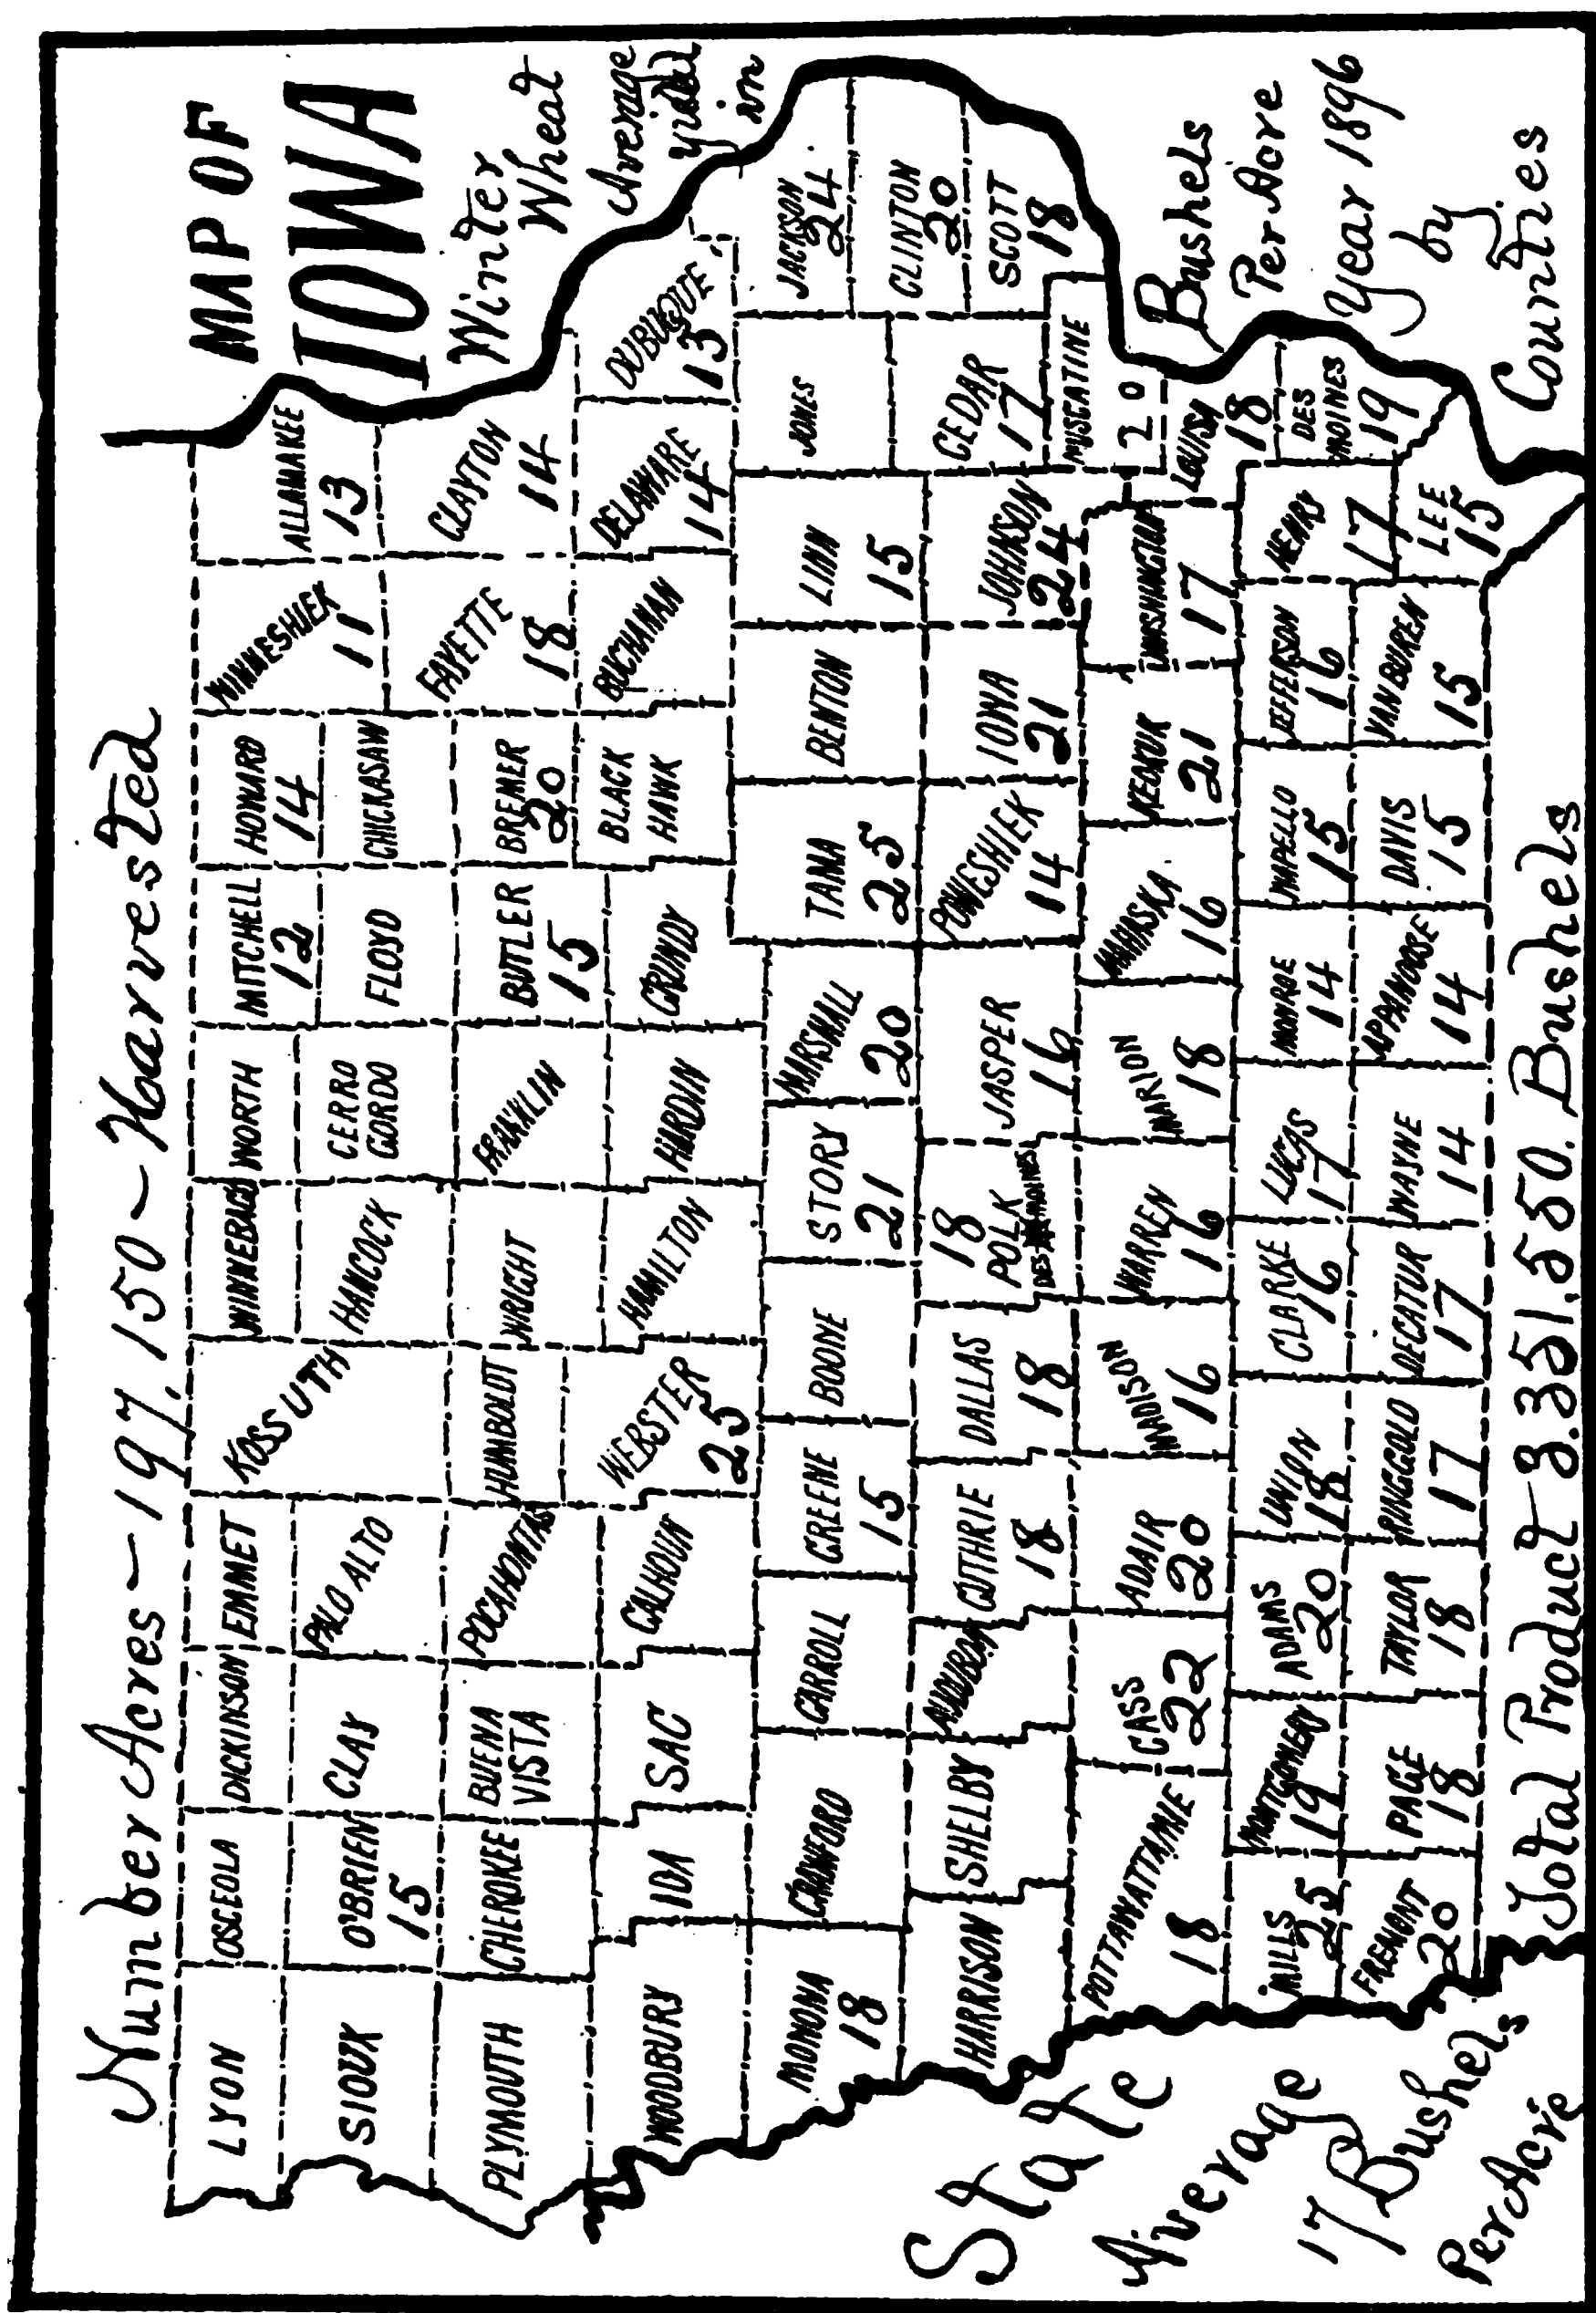 Number Acres - 197,150 - Harvested
MAP OF
IOWA
Winter
Wheat
Average
yield
in
Bushels
Per Acre
Year 1896
by
Counties
LYON
OSCEOLA
DICKINSON
EMMET
WINNEBAGO
WORTH
MITCHELL
12
HOWARD
14
WINNESHIEK
11
ALLAMAKEE
13
SIOUX
O'BRIEN
15
CLAY
PALO ALTO
KOSSUTH
HANCOCK
CERRO
GORDO
FLOYD
CHICKASAW
PLYMOUTH
CHEROKEE
BUENA
VISTA
POCAHONTAS
HUMBOLDT
WRIGHT
FRANKLIN
BUTLER
15
BREMER
20
FAYETTE
18
CLAYTON
14
WOODBURY
IDA
SAC
CALHOUN
WEBSTER
25
HAMILTON
HARDIN
GRUNDY
BLACK
HAWK
BUCHANAN
DELAWARE
14
DUBUQUE
13
MONONA
18
CRAWFORD
CARROLL
GREENE
15
BOONE
STORY
21
MARSHALL
20
TAMA
25
BENTON
LINN
15
JONES
JACKSON
24
CLINTON
20
HARRISON
SHELBY
AUDUBON
GUTHRIE
18
DALLAS
18
18
POLK
DES MOINES
JASPER
16
POWESHIEK
14
IOWA
21
JOHNSON
24
CEDAR
17
SCOTT
18
MUSCATINE
20
POTTAWATTAMIE
18
CASS
22
ADAIR
20
MADISON
16
WARREN
16
MARION
18
MAHASKA
16
KEOKUK
21
WASHINGTON
17
LOUISA
18
MILLS
25
MONTGOMERY
19
ADAMS
20
UNION
18
CLARKE
16
LUCAS
17
MONROE
14
WAPELLO
15
JEFFERSON
16
HENRY
17
DES
MOINES
19
FREMONT
20
PAGE
18
TAYLOR
18
RINGGOLD
17
DECATUR
17
WAYNE
14
APPANOOSE
14
DAVIS
15
VAN BUREN
15
LEE
15
State
Average
17 Bushels
Per Acre
Total Product 3.351.550. Bushels